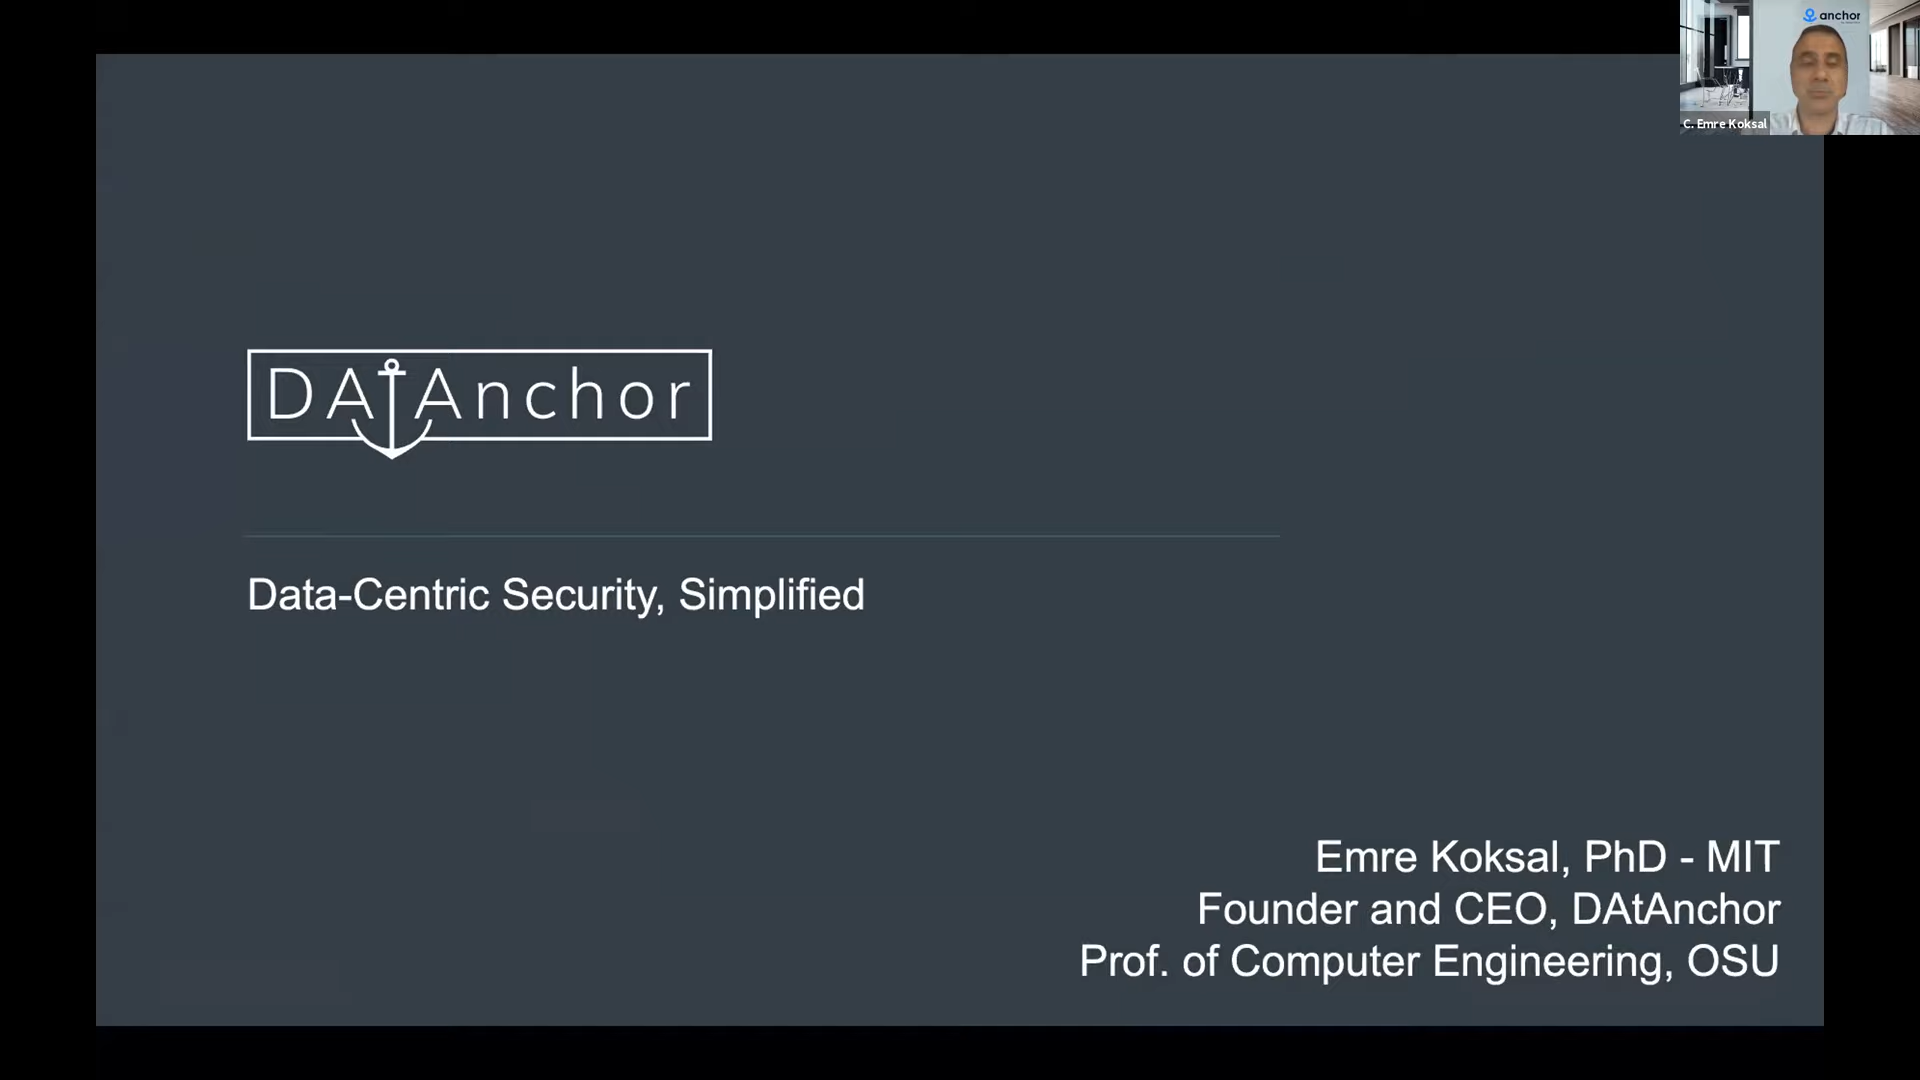 anchor
C. Emre Koksal
DAtAnchor
Data-Centric Security, Simplified
Emre Koksal, PhD - MIT
Founder and CEO, DAtAnchor
Prof. of Computer Engineering, OSU